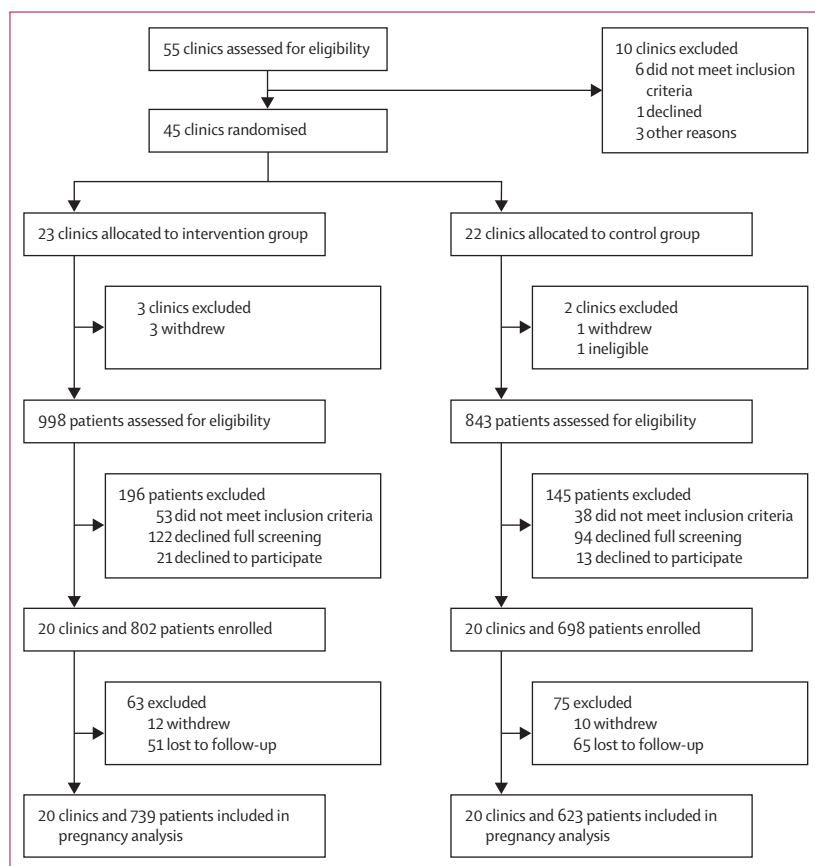 55 clinics assessed for eligibility
10 clinics excluded
6 did not meet inclusion
criteria
1 declined
3 other reasons
45 clinics randomised
23 clinics allocated to intervention group
22 clinics allocated to control group
3 clinics excluded
3 withdrew
2 clinics excluded
1 withdrew
1 ineligible
998 patients assessed for eligibility
843 patients assessed for eligibility
196 patients excluded
53 did not meet inclusion criteria
122 declined full screening
21 declined to participate
145 patients excluded
38 did not meet inclusion criteria
94 declined full screening
13 declined to participate
20 clinics and 802 patients enrolled
20 clinics and 698 patients enrolled
63 excluded
12 withdrew
51 lost to follow-up
75 excluded
10 withdrew
65 lost to follow-up
20 clinics and 739 patients included in
pregnancy analysis
20 clinics and 623 patients included in
pregnancy analysis